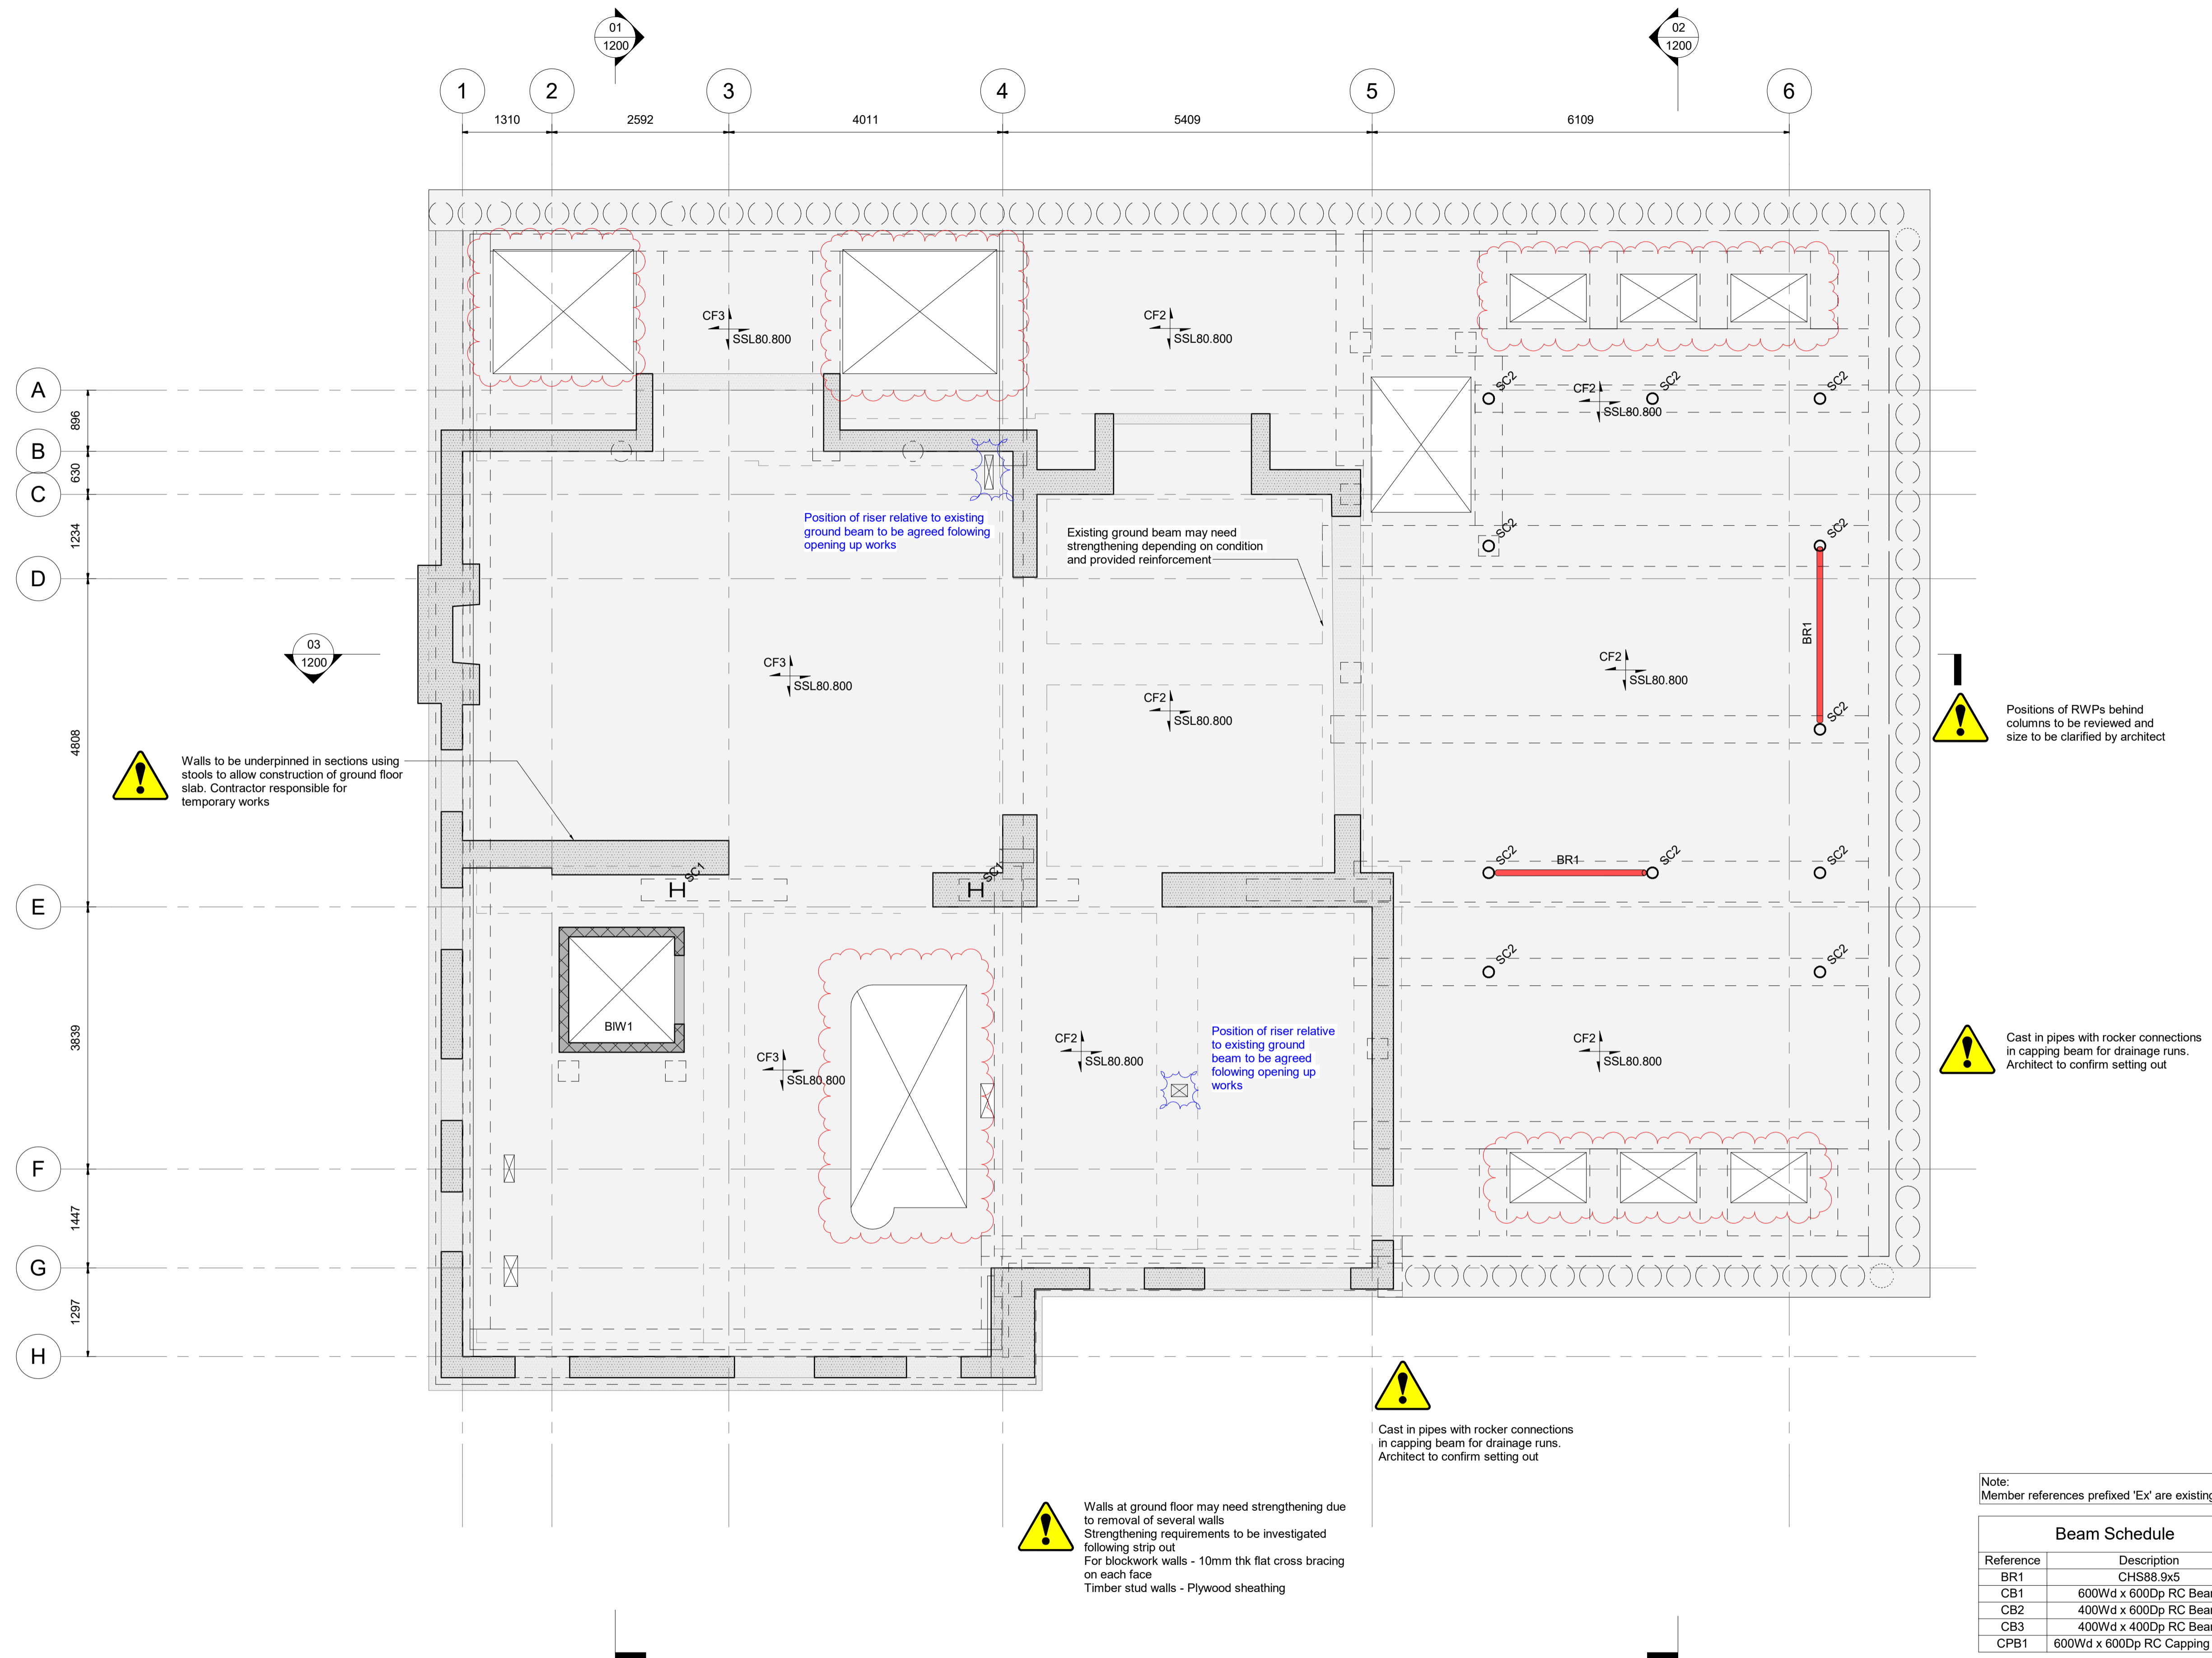 01
1200
02
1200
1
2
3
4
5
6
1310
2592
4011
5409
6109
A
B
C
D
E
F
G
H
896
630
1234
4808
3839
1447
1297
CF3
SSL80.800
CF2
SSL80.800
CF2
SSL80.800
SC2
SC2
SC2
Position of riser relative to existing
ground beam to be agreed folowing
opening up works
Existing ground beam may need
strengthening depending on condition
and provided reinforcement
SC2
SC2
BR1
03
1200
CF3
SSL80.800
CF2
SSL80.800
CF2
SSL80.800
SC2
Positions of RWPs behind
columns to be reviewed and
size to be clarified by architect
Walls to be underpinned in sections using
stools to allow construction of ground floor
slab. Contractor responsible for
temporary works
SC1
SC1
SC2
BR1
SC2
SC2
SC2
SC2
BIW1
CF3
SSL80.800
CF2
SSL80.800
Position of riser relative
to existing ground
beam to be agreed
folowing opening up
works
CF2
SSL80.800
Cast in pipes with rocker connections
in capping beam for drainage runs.
Architect to confirm setting out
Cast in pipes with rocker connections
in capping beam for drainage runs.
Architect to confirm setting out
Walls at ground floor may need strengthening due
to removal of several walls
Strengthening requirements to be investigated
following strip out
For blockwork walls - 10mm thk flat cross bracing
on each face
Timber stud walls - Plywood sheathing
Note:
Member references prefixed 'Ex' are existing
Beam Schedule
Reference Description
BR1 CHS88.9x5
CB1 600Wd x 600Dp RC Bea
CB2 400Wd x 600Dp RC Bea
CB3 400Wd x 400Dp RC Bea
CPB1 600Wd x 600Dp RC Capping